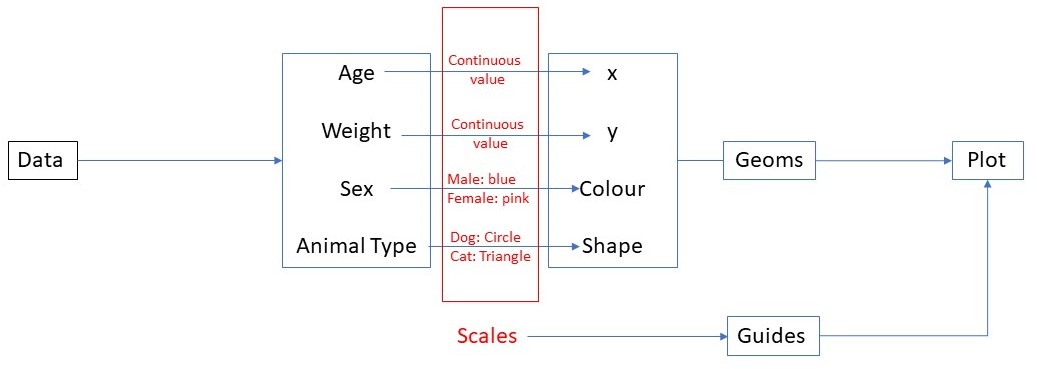 Data
Age
Continuous
value
x
Weight
Continuous
value
y
Sex
Male: blue
Female: pink
Colour
Animal Type
Dog: Circle
Cat: Triangle
Shape
Geoms
Plot
Scales
Guides